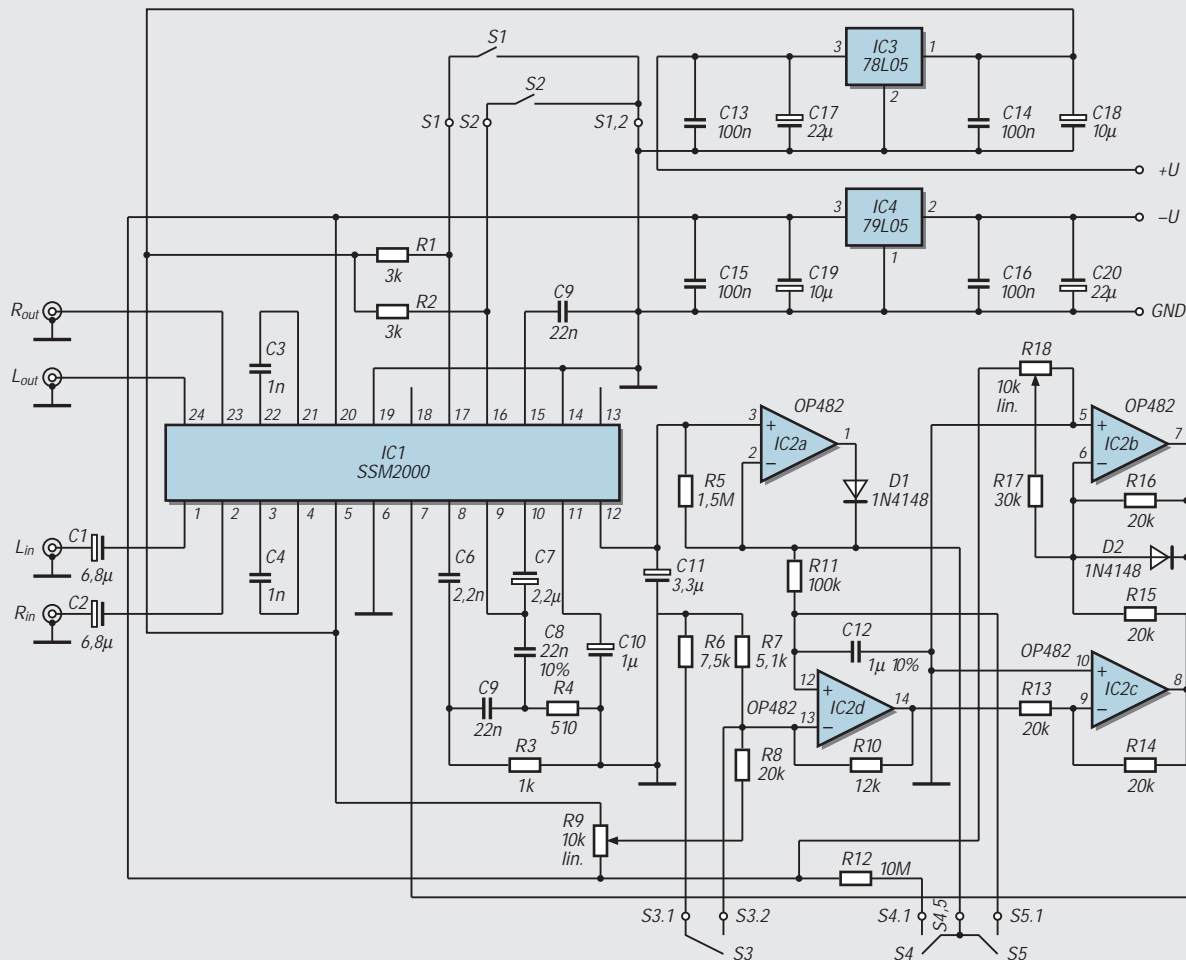 S1
S2
S1
S2
S1,2
3
IC3
78L05
1
2
C13
100n
C17
22µ
C14
100n
C18
10µ
+U
3
IC4
79L05
2
1
–U
C15
100n
C19
10µ
C16
100n
C20
22µ
GND
R1
3k
R2
3k
C9
22n
Rout
Lout
C3
1n
24 23 22 21 20 19 18 17 16 15 14 13
IC1
SSM2000
1 2 3 4 5 6 7 8 9 10 11 12
Lin
C1
6,8µ
Rin
C2
6,8µ
C4
1n
C6
2,2n
C7
2,2µ
C8
22n
10%
C10
1µ
C9
22n
R4
510
R3
1k
C11
3,3µ
R5
1,5M
OP482
3
+
2
–
IC2a
1
D1
1N4148
R11
100k
R6
7,5k
R7
5,1k
C12
1µ 10%
OP482
12
+
13
–
IC2d
14
R8
20k
R10
12k
R9
10k
lin.
R12
10M
R18
10k
lin.
OP482
5
+
6
–
IC2b
7
R17
30k
R16
20k
D2
1N4148
R15
20k
OP482
10
+
9
–
IC2c
8
R13
20k
R14
20k
S3.1
S3.2
S4.1
S4,5
S5.1
S3
S4
S5